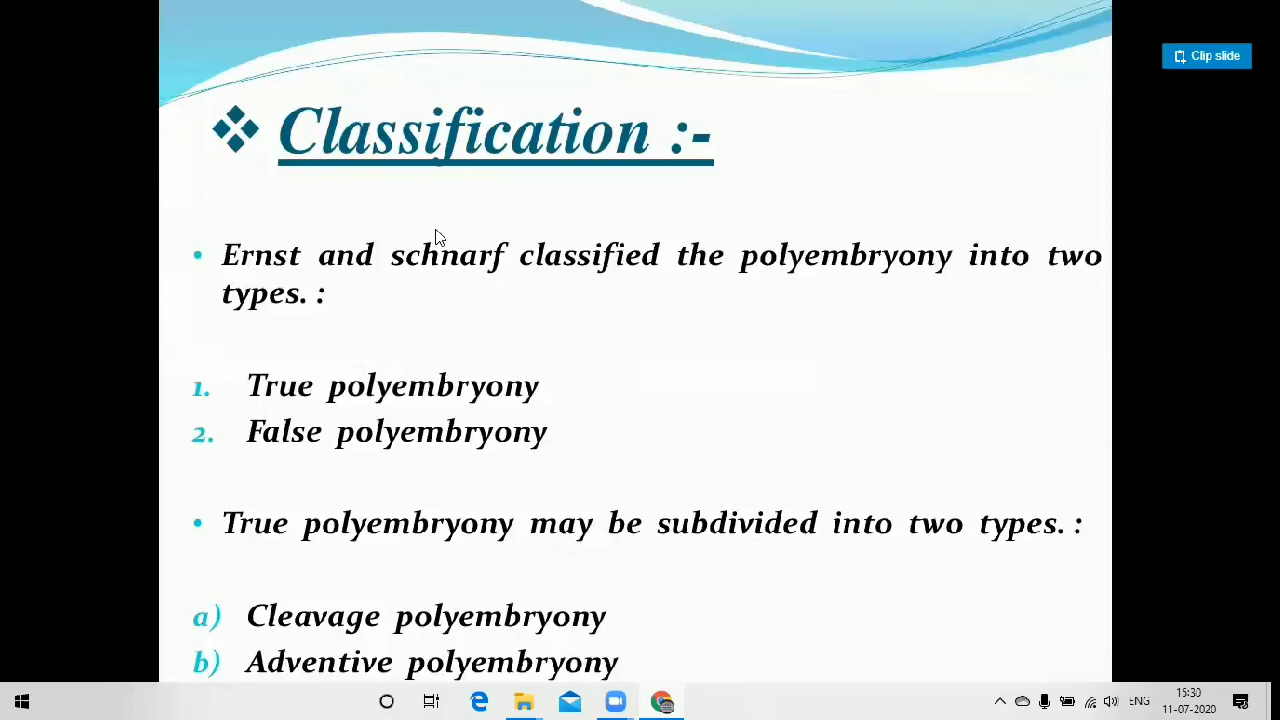 Clip slide
❖ Classification :-
• Ernst and schnarf classified the polyembryony into two
types. :
1. True polyembryony
2. False polyembryony
• True polyembryony may be subdivided into two types. :
a) Cleavage polyembryony
b) Adventive polyembryony
ENG
15:30
11-07-2020